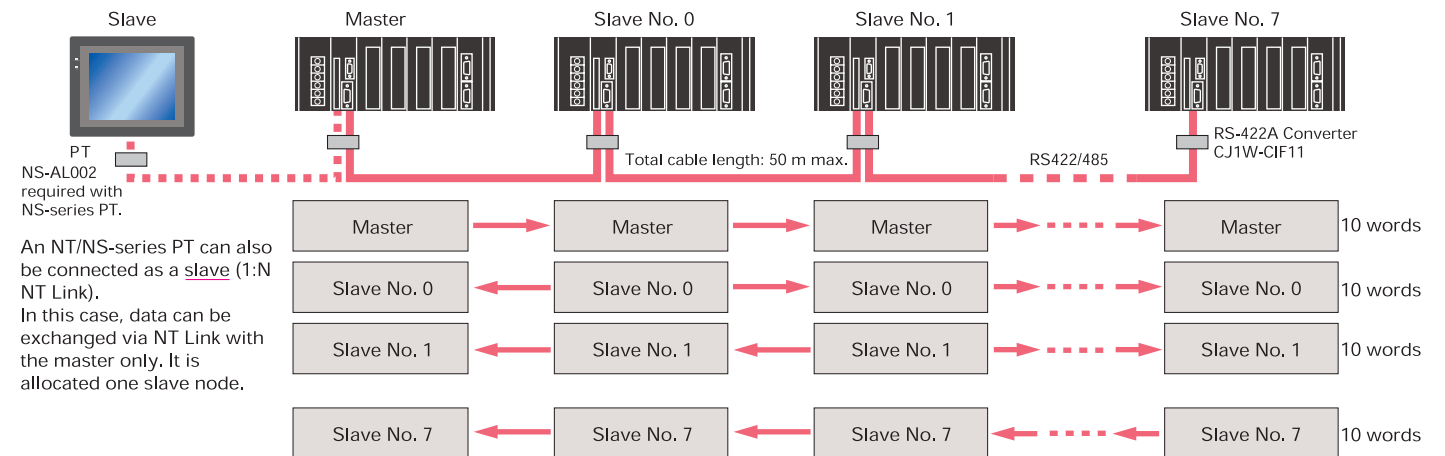 Slave
Master
Slave No. 0
Slave No. 1
Slave No. 7
PT
NS-AL002
required with
NS-series PT.
Total cable length: 50 m max.
RS422/485
RS-422A Converter
CJ1W-CIF11
An NT/NS-series PT can also
be connected as a slave (1:N
NT Link).
In this case, data can be
exchanged via NT Link with
the master only. It is
allocated one slave node.
Master Master Master Master 10 words
Slave No. 0 Slave No. 0 Slave No. 0 Slave No. 0 10 words
Slave No. 1 Slave No. 1 Slave No. 1 Slave No. 1 10 words
Slave No. 7 Slave No. 7 Slave No. 7 Slave No. 7 10 words